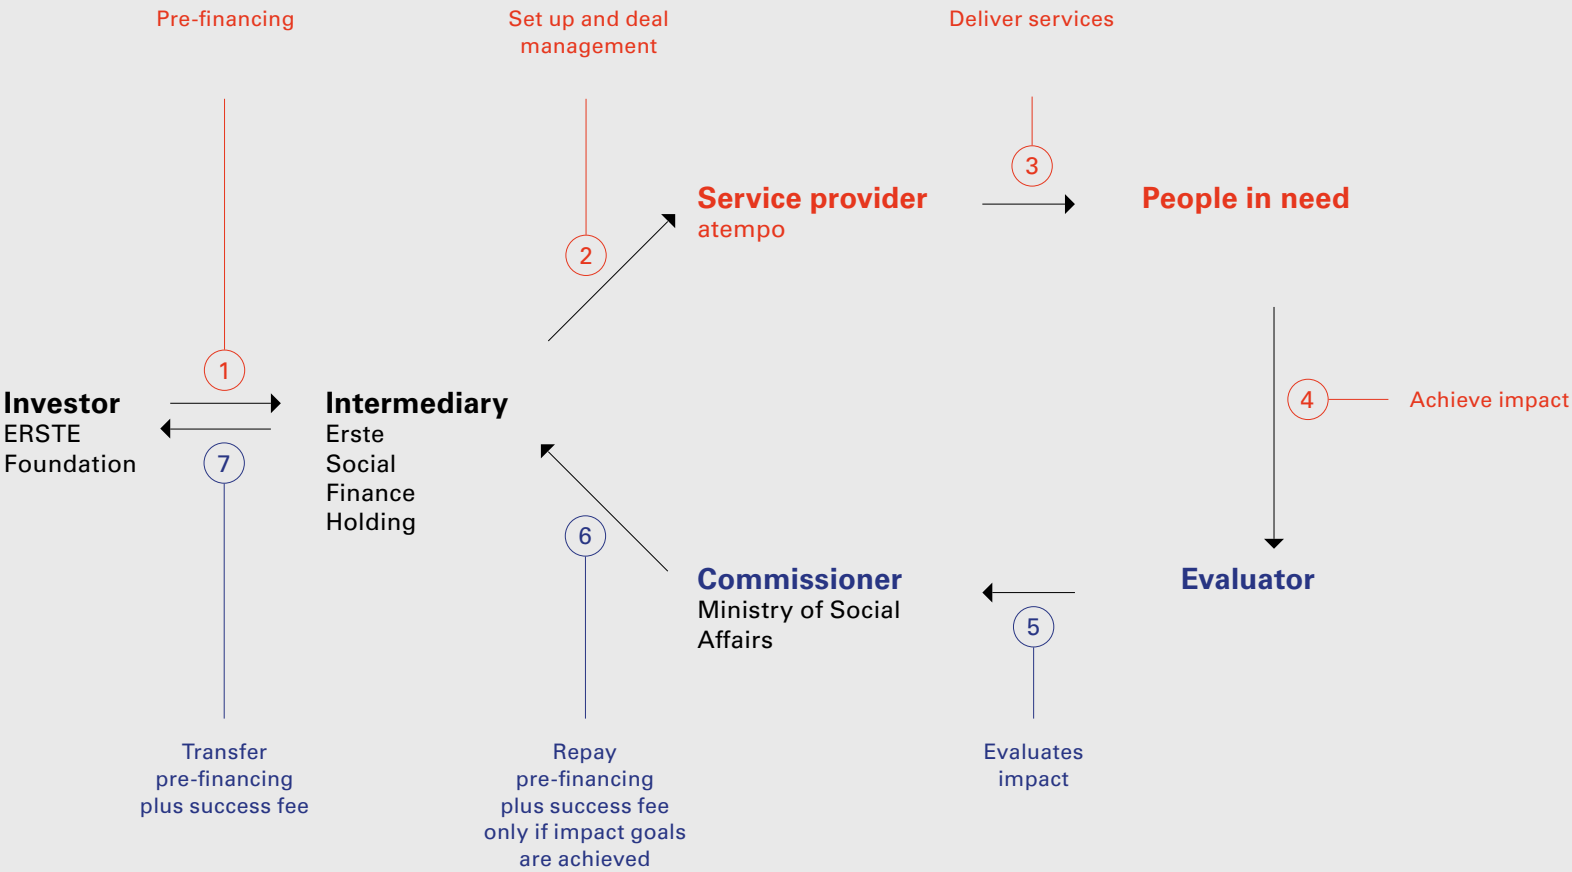 Pre-financing
Set up and deal
management
Deliver services
3
Service provider
atempo
People in need
2
1
Investor
ERSTE
Foundation
7
Intermediary
Erste
Social
Finance
Holding
4
Achieve impact
6
Commissioner
Ministry of Social
Affairs
5
Evaluator
Transfer
pre-financing
plus success fee
Repay
pre-financing
plus success fee
only if impact goals
are achieved
Evaluates
impact